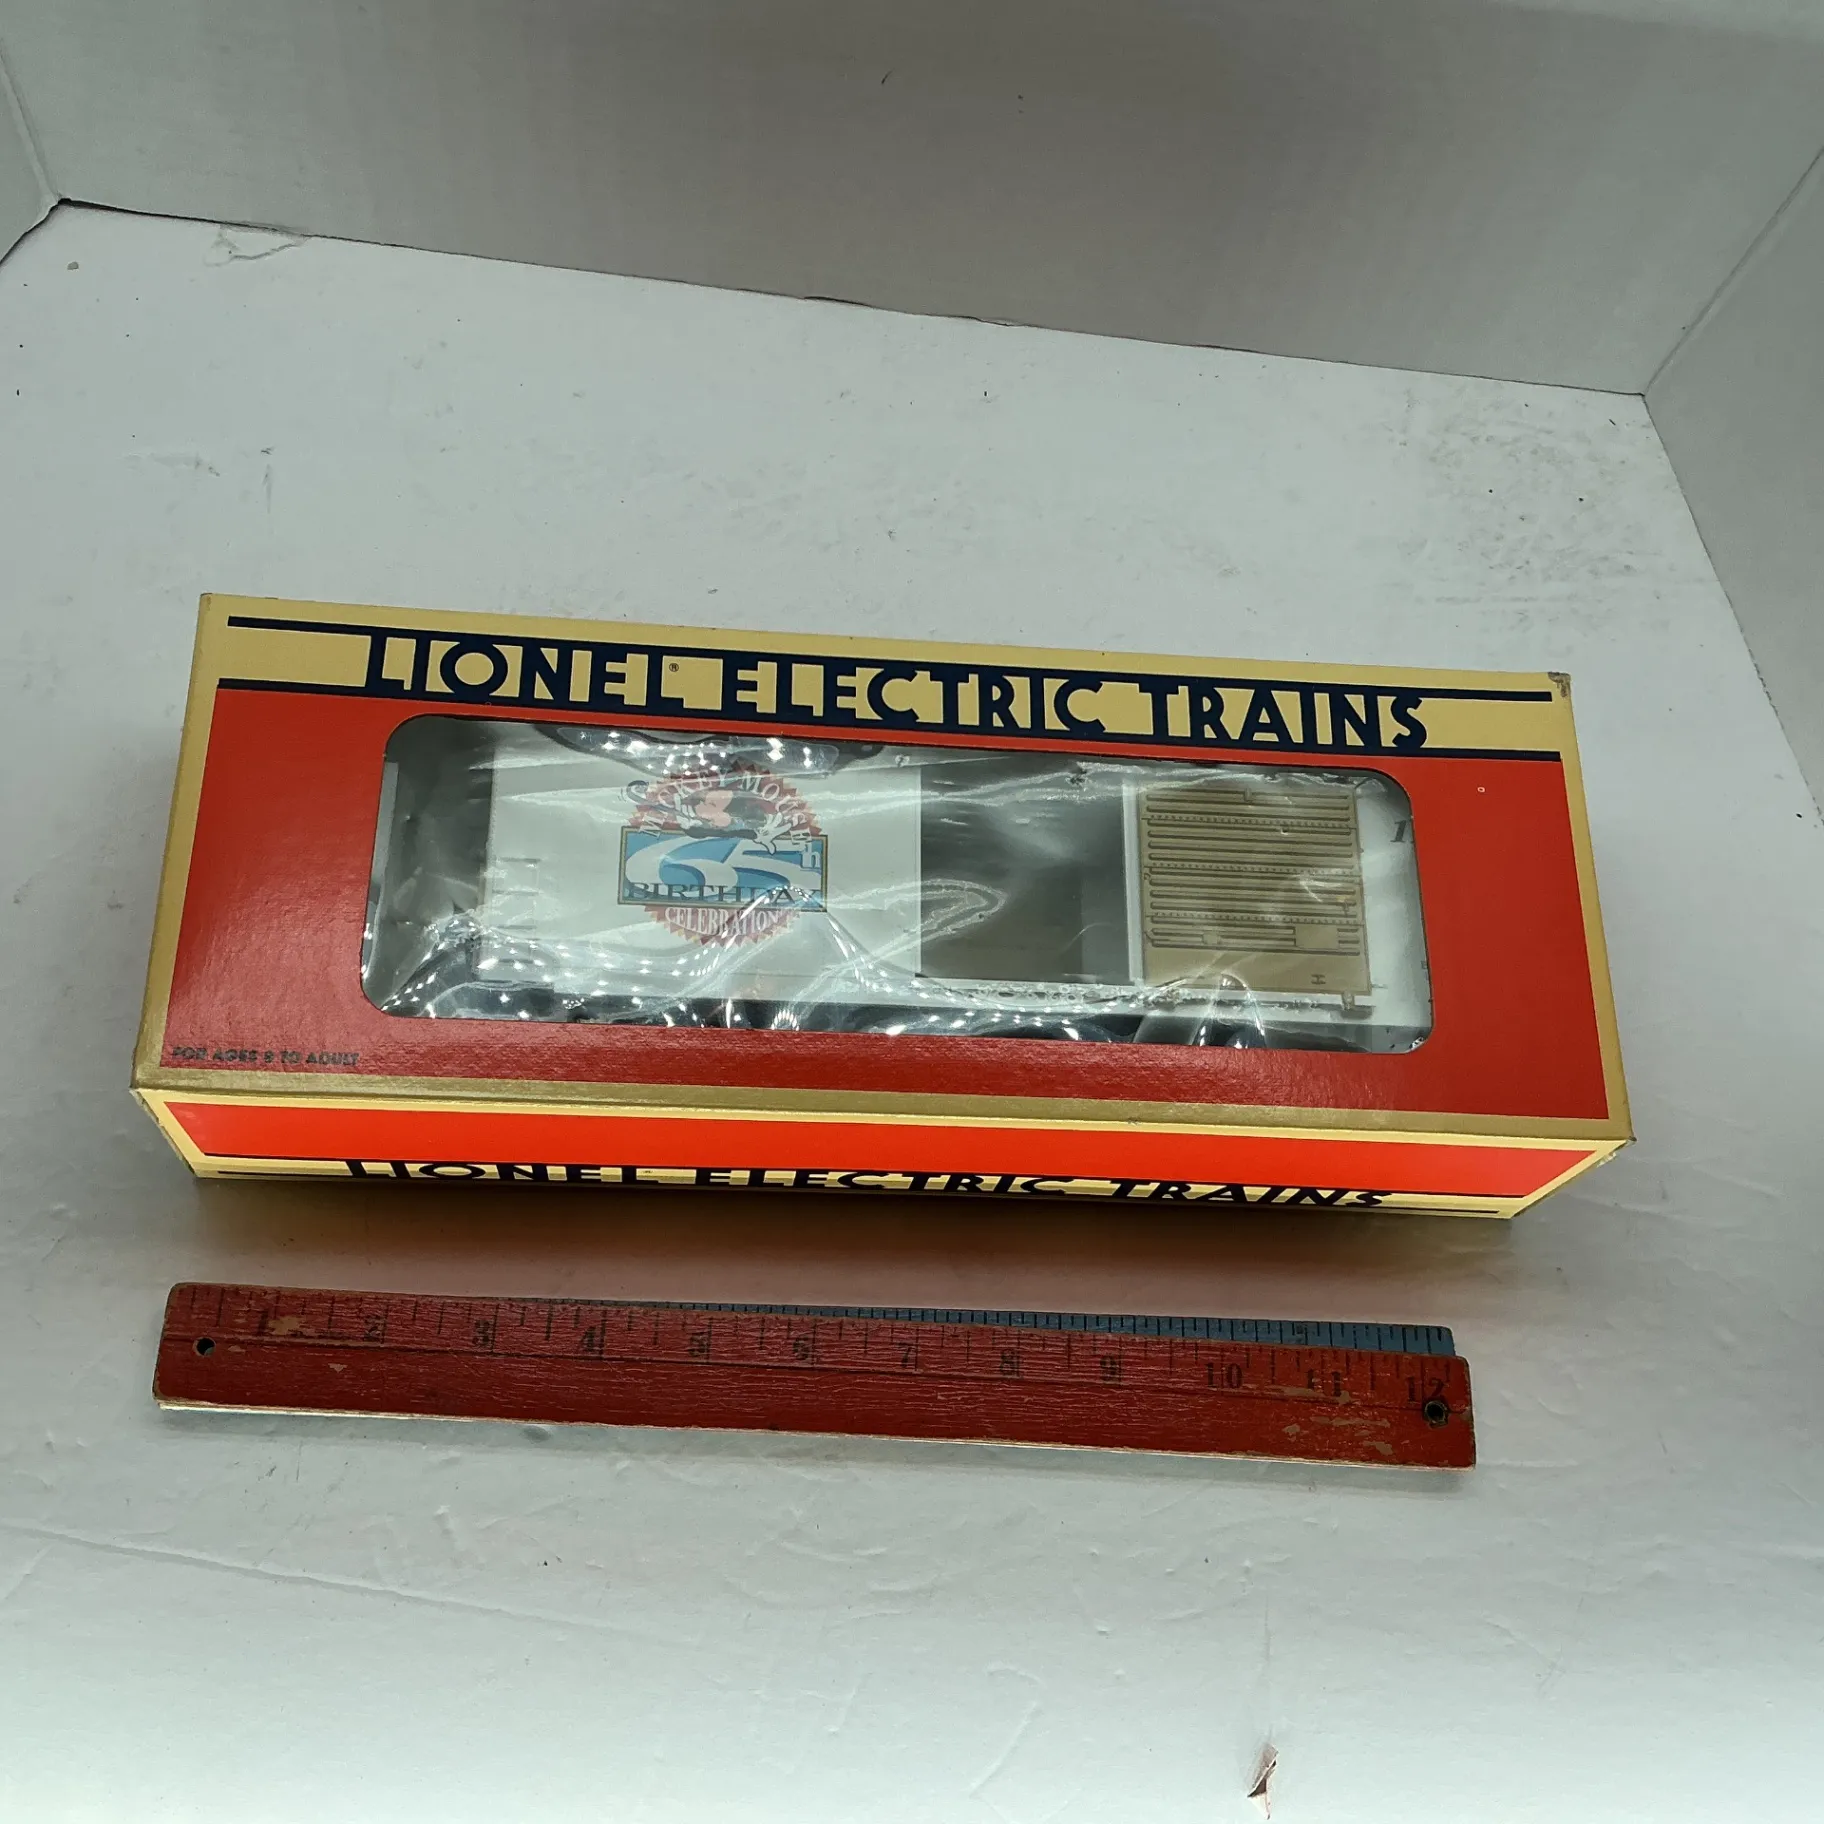 LIONEL® ELECTRIC TRAINS
MICKEY MOUSE
65th
BIRTHDAY
CELEBRATION
FOR AGES 8 TO ADULT
LIONEL ELECTRIC TRAINS
1 2 3 4 5 6 7 8 9 10 11 12